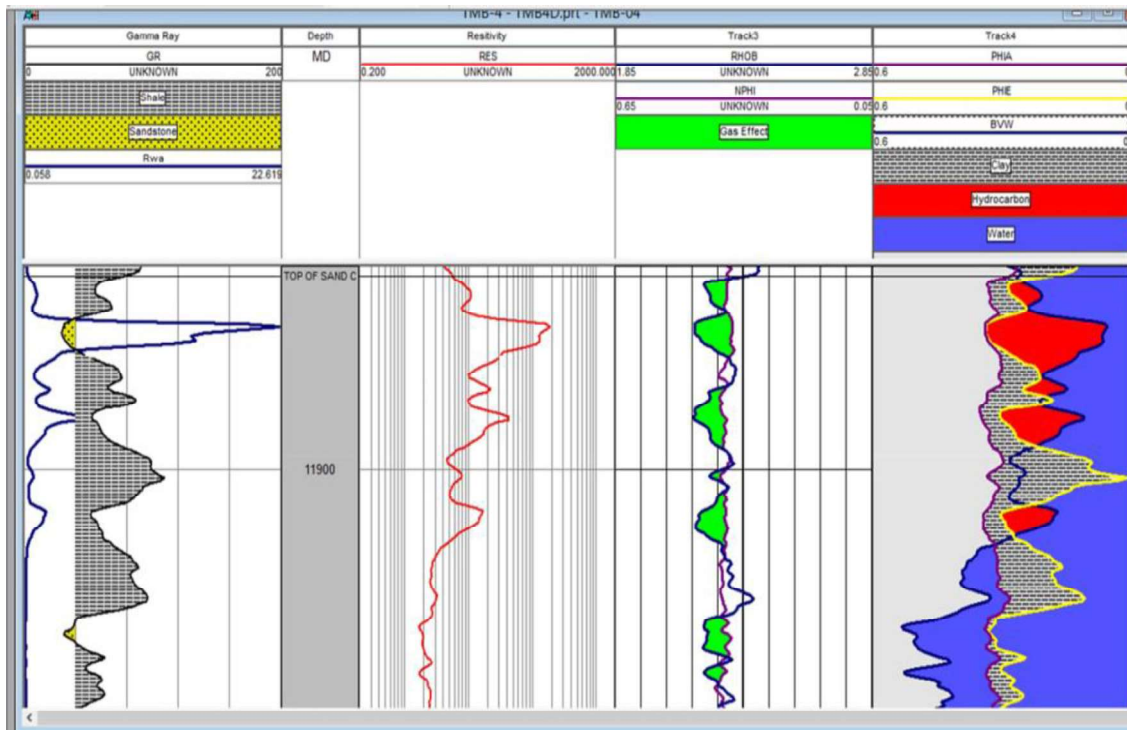 TMB-4 - TMB4D.prt - TMB-04
Gamma Ray Depth Resitivity Track3 Track4
GR MD RES RHOB PHIA
0 UNKNOWN 200 0.200 UNKNOWN 2000.000 1.85 UNKNOWN 2.85 0.6 0
Shale NPHI PHIE
0.65 UNKNOWN 0.05 0.6 0
Sandstone Gas Effect BVW
0.6 0
Rwa Clay
0.058 22.619
Hydrocarbon
Water
TOP OF SAND C
11900